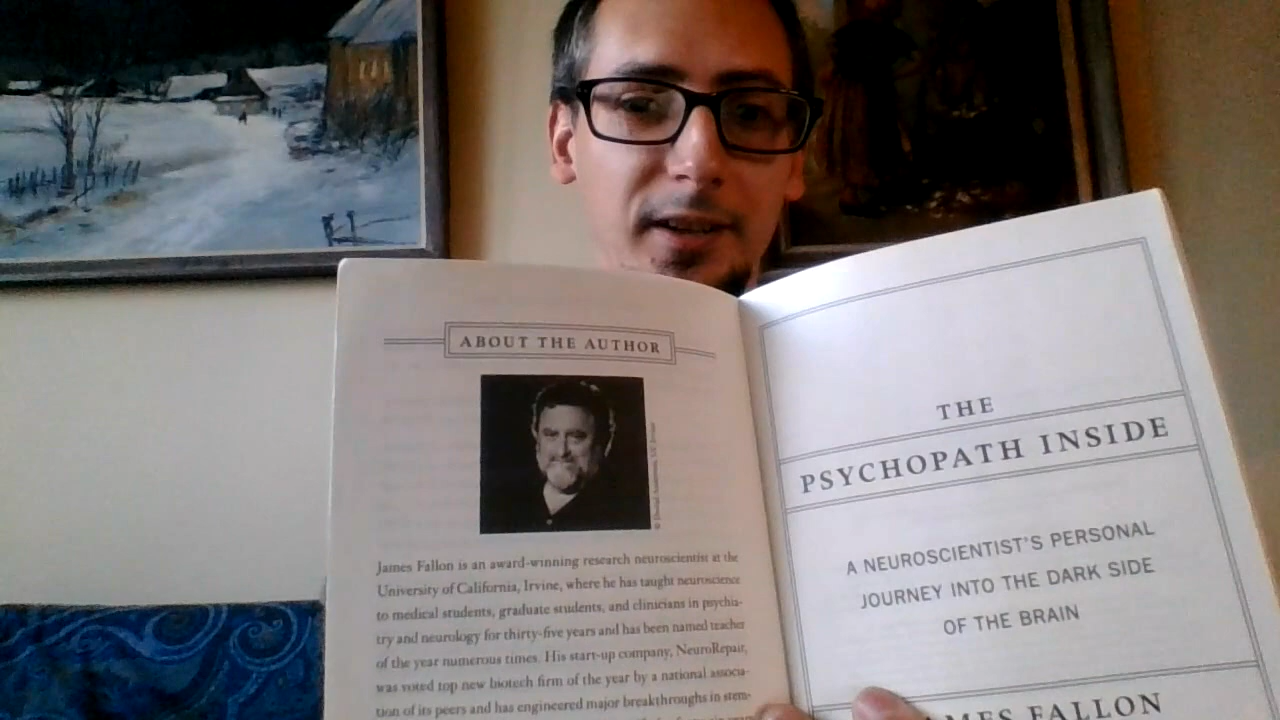 ABOUT THE AUTHOR
James Fallon is an award-winning research neuroscientist at the
University of California, Irvine, where he has taught neuroscience
to medical students, graduate students, and clinicians in psychia-
try and neurology for thirty-five years and has been named teacher
of the year numerous times. His start-up company, NeuroRepair,
was voted top new biotech firm of the year by a national associa-
tion of its peers and has engineered major breakthroughs in stem-
THE
PSYCHOPATH INSIDE
A NEUROSCIENTIST'S PERSONAL
JOURNEY INTO THE DARK SIDE
OF THE BRAIN
JAMES FALLON